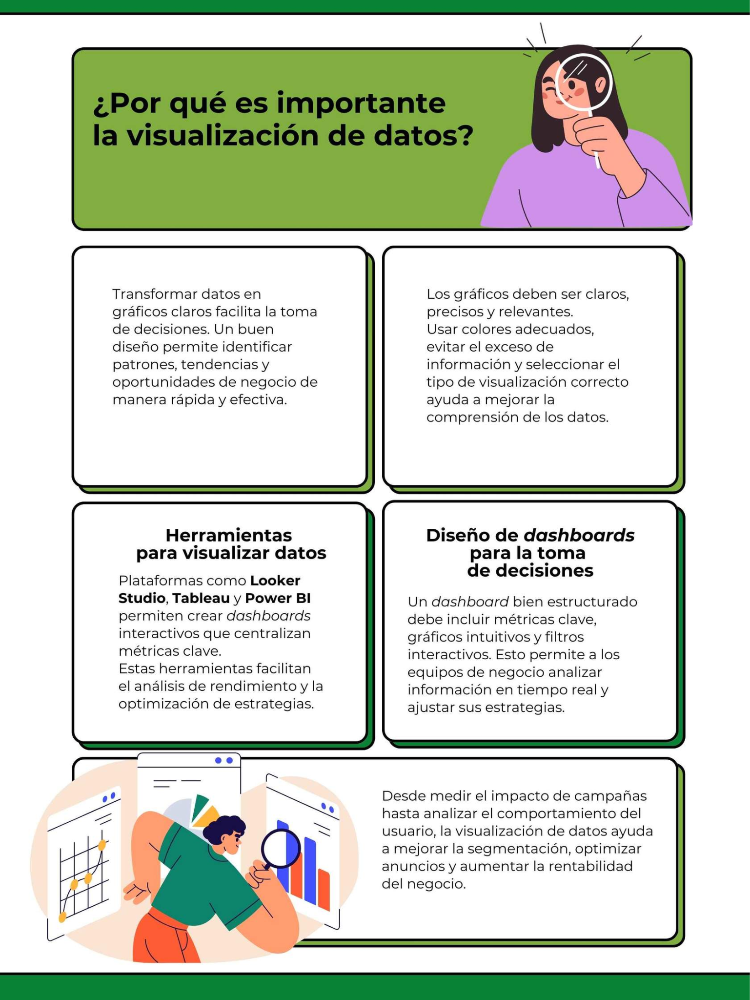 ¿Por qué es importante
la visualización de datos?
Transformar datos en
gráficos claros facilita la toma
de decisiones. Un buen
diseño permite identificar
patrones, tendencias y
oportunidades de negocio de
manera rápida y efectiva.
Los gráficos deben ser claros,
precisos y relevantes.
Usar colores adecuados,
evitar el exceso de
información y seleccionar el
tipo de visualización correcto
ayuda a mejorar la
comprensión de los datos.
Herramientas
para visualizar datos
Plataformas como Looker
Studio, Tableau y Power BI
permiten crear dashboards
interactivos que centralizan
métricas clave.
Estas herramientas facilitan
el análisis de rendimiento y la
optimización de estrategias.
Diseño de dashboards
para la toma
de decisiones
Un dashboard bien estructurado
debe incluir métricas clave,
gráficos intuitivos y filtros
interactivos. Esto permite a los
equipos de negocio analizar
información en tiempo real y
ajustar sus estrategias.
Desde medir el impacto de campañas
hasta analizar el comportamiento del
usuario, la visualización de datos ayuda
a mejorar la segmentación, optimizar
anuncios y aumentar la rentabilidad
del negocio.